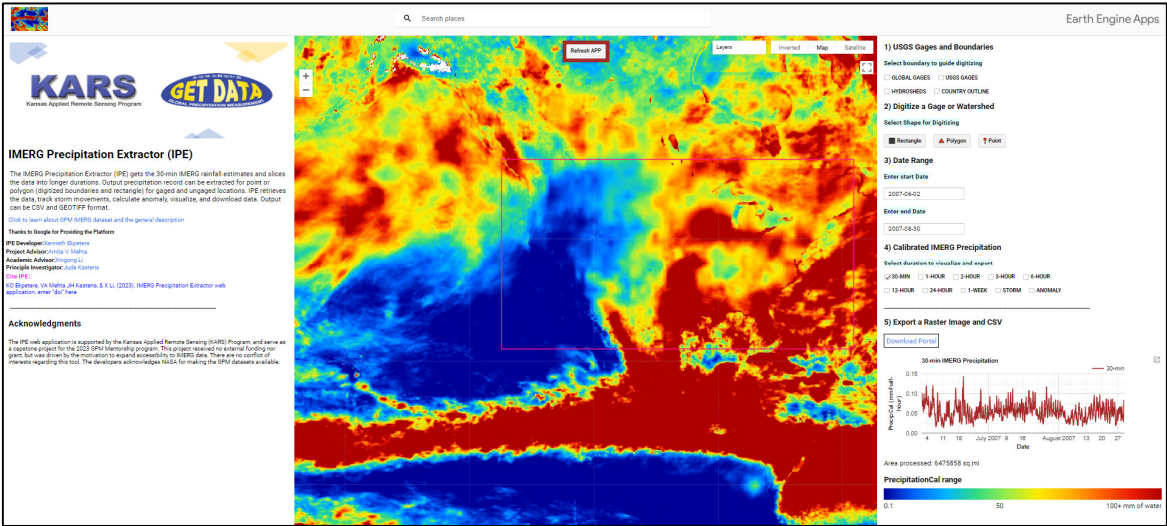 Search places
Earth Engine Apps
KARS
Kansas Applied Remote Sensing Program
GET DATA
GLOBAL PRECIPITATION MEASUREMENT
IMERG Precipitation Extractor (IPE)
The IMERG Precipitation Extractor (IPE) gets the 30-min IMERG rainfall estimates and slices
the data into longer durations. Output precipitation record can be extracted for point or
polygon (digitized boundaries and rectangle) for gaged and ungaged locations. IPE retrieves
the data, track storm movements, calculate anomaly, visualize, and download data. Output
can be CSV and GEOTIFF format.
Click to learn about GPM IMERG dataset and the general description
Thanks to Google for Providing the Platform
IPE Developer:Kenneth Ekpetere
Project Advisor:Amita V. Mehta
Academic Advisor:Xingong Li
Principle Investigator:Jude Kastens
Cite IPE:
KO Ekpetere, VA Mehta JH Kastens, & X Li, (2023). IMERG Precipitation Extractor web
application. enter "doi" here
Acknowledgments
The IPE web application is supported by the Kansas Applied Remote Sensing (KARS) Program, and serve as
a capstone project for the 2023 GPM Mentorship program. This project received no external funding nor
grant, but was driven by the motivation to expand accessibility to IMERG data. There are no conflict of
interests regarding this tool. The developers acknowledges NASA for making the GPM datasets available.
+
−
Refresh APP
Layers
Inverted Map Satellite
1) USGS Gages and Boundaries
Select boundary to guide digitizing
GLOBAL GAGES USGS GAGES
HYDROSHEDS COUNTRY OUTLINE
2) Digitize a Gage or Watershed
Select Shape for Digitizing
Rectangle Polygon Point
3) Date Range
Enter start Date
2007-06-02
Enter end Date
2007-08-30
4) Calibrated IMERG Precipitation
Select duration to visualize and export
30-MIN 1-HOUR 2-HOUR 3-HOUR 6-HOUR
12-HOUR 24-HOUR 1-WEEK STORM ANOMALY
5) Export a Raster Image and CSV
Download Portal
30-min IMERG Precipitation
30-min
PrecipCal (mm/half-
hour)
0.15
0.10
0.05
0.00
4 11 18 July 2007 9 16 August 2007 13 20 27
Date
Area processed: 6475858 sq.mi
PrecipitationCal range
0.1 50 100+ mm of water